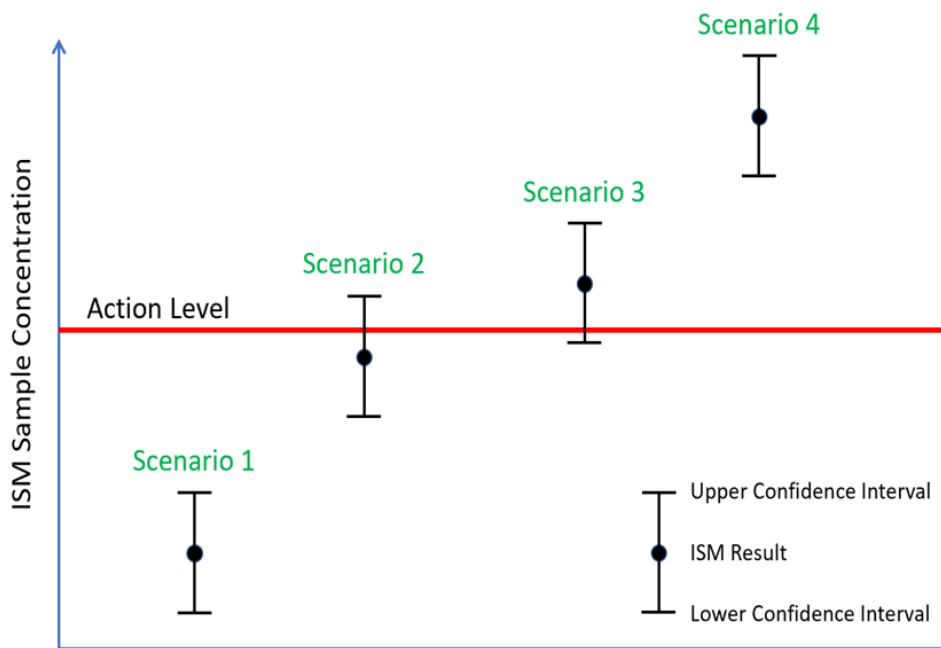 Scenario 4
Scenario 3
Scenario 2
Action Level
ISM Sample Concentration
Scenario 1
Upper Confidence Interval
ISM Result
Lower Confidence Interval